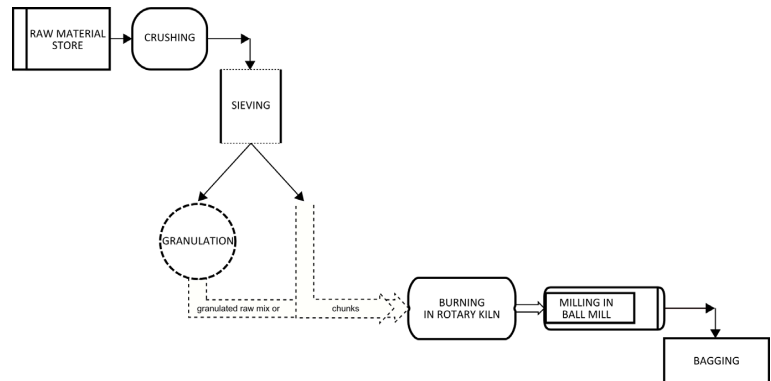 RAW MATERIAL
STORE
CRUSHING
SIEVING
GRANULATION
granulated raw mix or
chunks
BURNING
IN ROTARY KILN
MILLING IN
BALL MILL
BAGGING